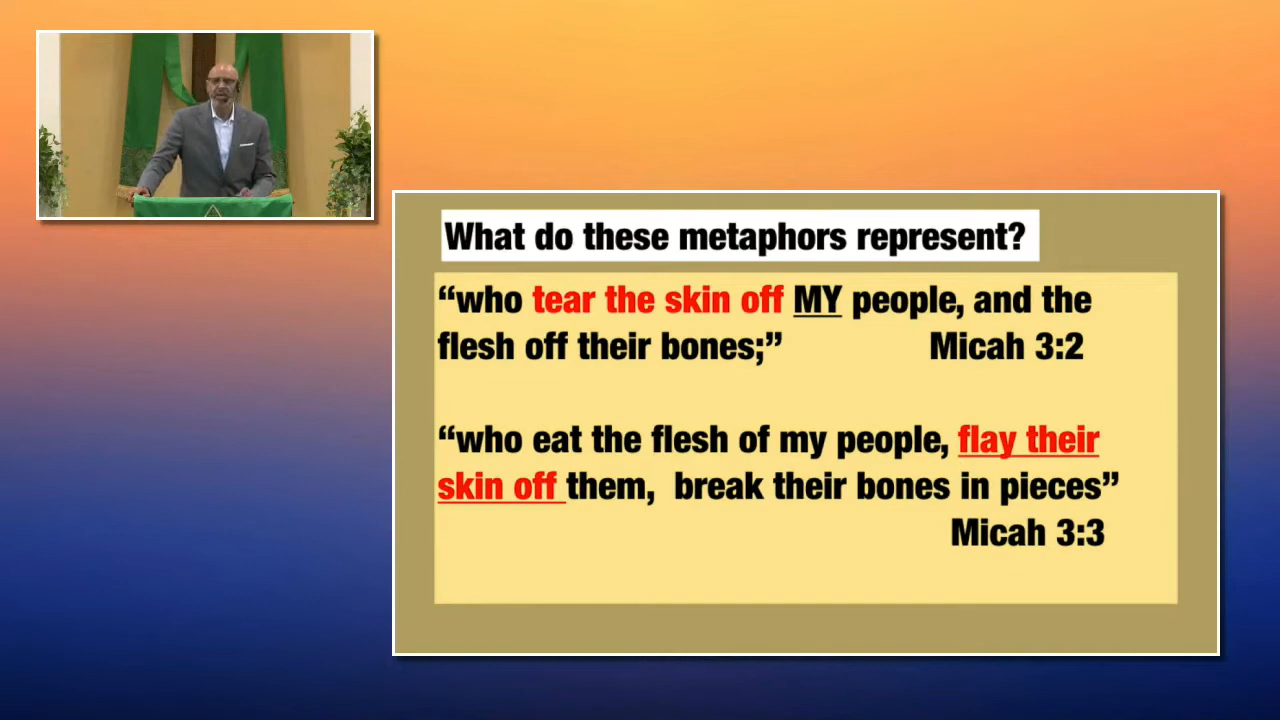 What do these metaphors represent?
“who tear the skin off MY people, and the
flesh off their bones;” Micah 3:2
“who eat the flesh of my people, flay their
skin off them, break their bones in pieces”
Micah 3:3